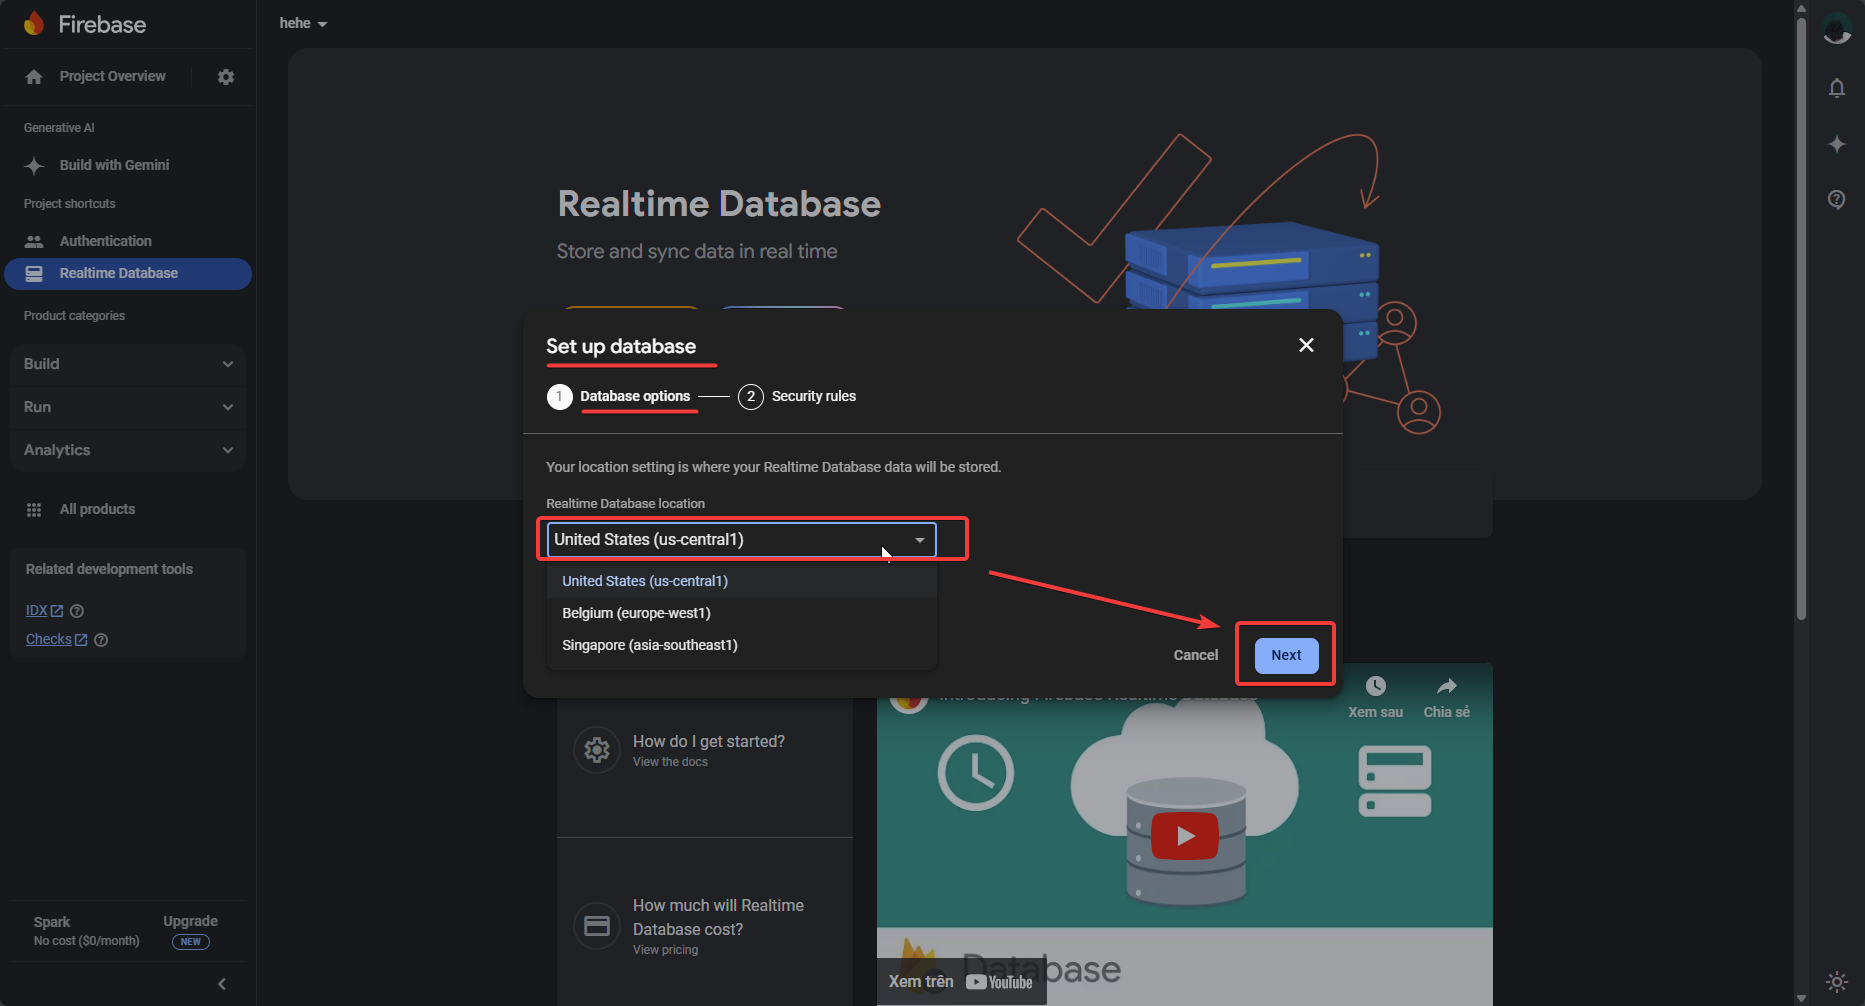 Firebase
hehe
Project Overview
Generative AI
Build with Gemini
Project shortcuts
Authentication
Realtime Database
Product categories
Build
Run
Analytics
All products
Related development tools
IDX
Checks
Spark
No cost ($0/month)
Upgrade
NEW
Realtime Database
Store and sync data in real time
Set up database
1 Database options
2 Security rules
Your location setting is where your Realtime Database data will be stored.
Realtime Database location
United States (us-central1)
United States (us-central1)
Belgium (europe-west1)
Singapore (asia-southeast1)
Cancel
Next
How do I get started?
View the docs
How much will Realtime
Database cost?
View pricing
Introducing Firebase Realtime Database
Xem sau
Chia sẻ
Database
Xem trên YouTube